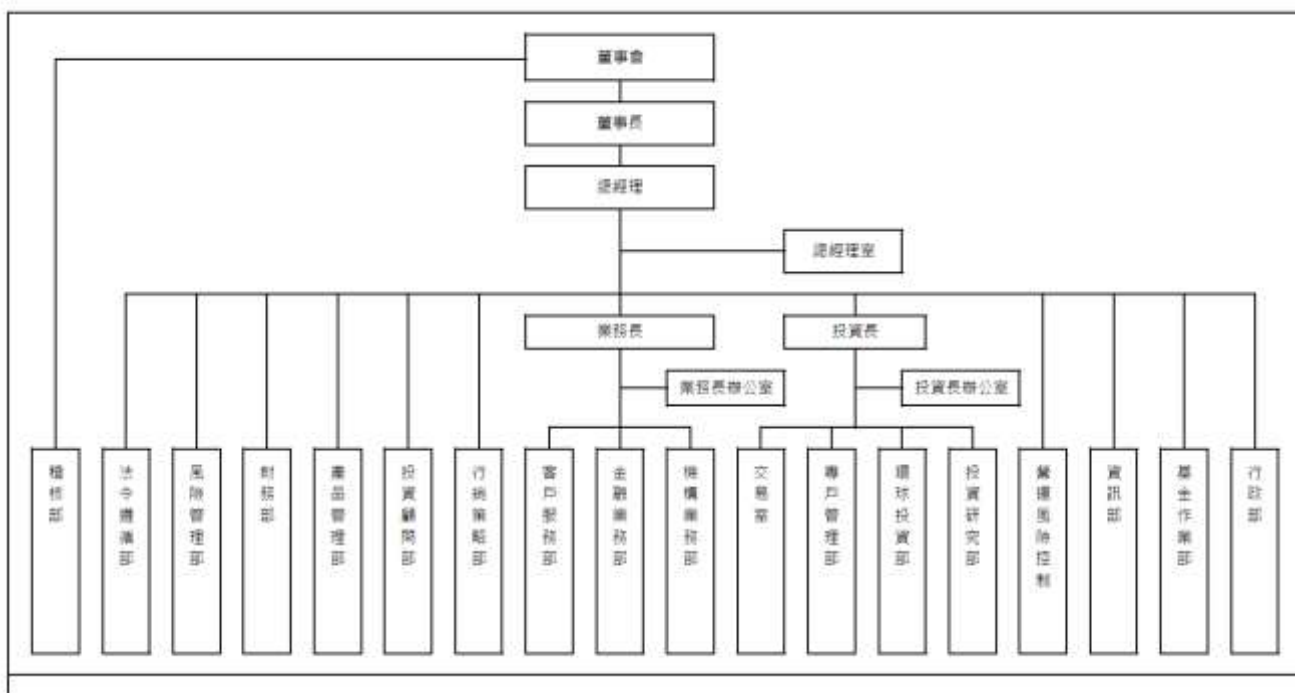 董事會
董事長
總經理
總經理室
業務長
投資長
業務長辦公室
投資長辦公室
稽核部
法令遵循部
風險管理部
財務部
產品管理部
投資顧問部
行銷策略部
客戶服務部
金融業務部
機構業務部
交易室
專戶管理部
環球投資部
投資研究部
營運風險控制
資訊部
基金作業部
行政部